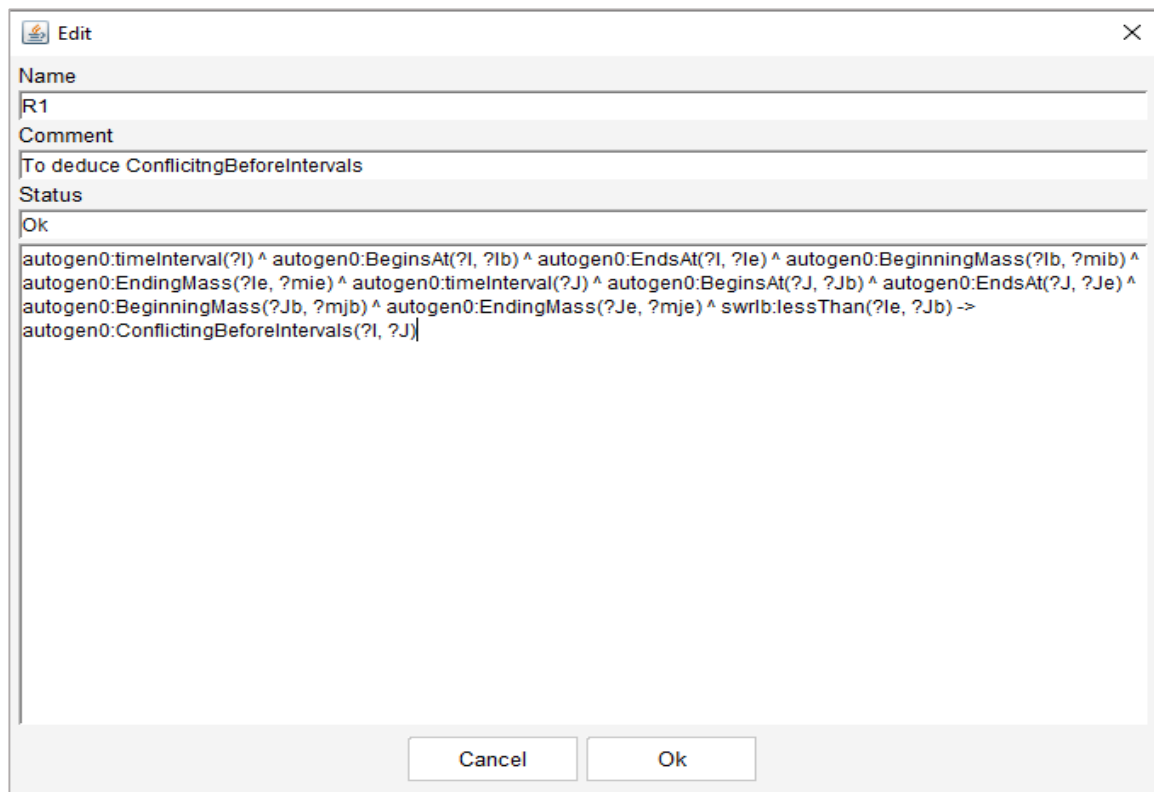 Edit
Name
R1
Comment
To deduce ConflicitngBeforeIntervals
Status
Ok
autogen0:timeInterval(?I) ^ autogen0:BeginsAt(?I, ?Ib) ^ autogen0:EndsAt(?I, ?Ie) ^ autogen0:BeginningMass(?Ib, ?mib) ^
autogen0:EndingMass(?Ie, ?mie) ^ autogen0:timeInterval(?J) ^ autogen0:BeginsAt(?J, ?Jb) ^ autogen0:EndsAt(?J, ?Je) ^
autogen0:BeginningMass(?Jb, ?mjb) ^ autogen0:EndingMass(?Je, ?mje) ^ swrlb:lessThan(?Ie, ?Jb) ->
autogen0:ConflictingBeforeIntervals(?I, ?J)
Cancel
Ok